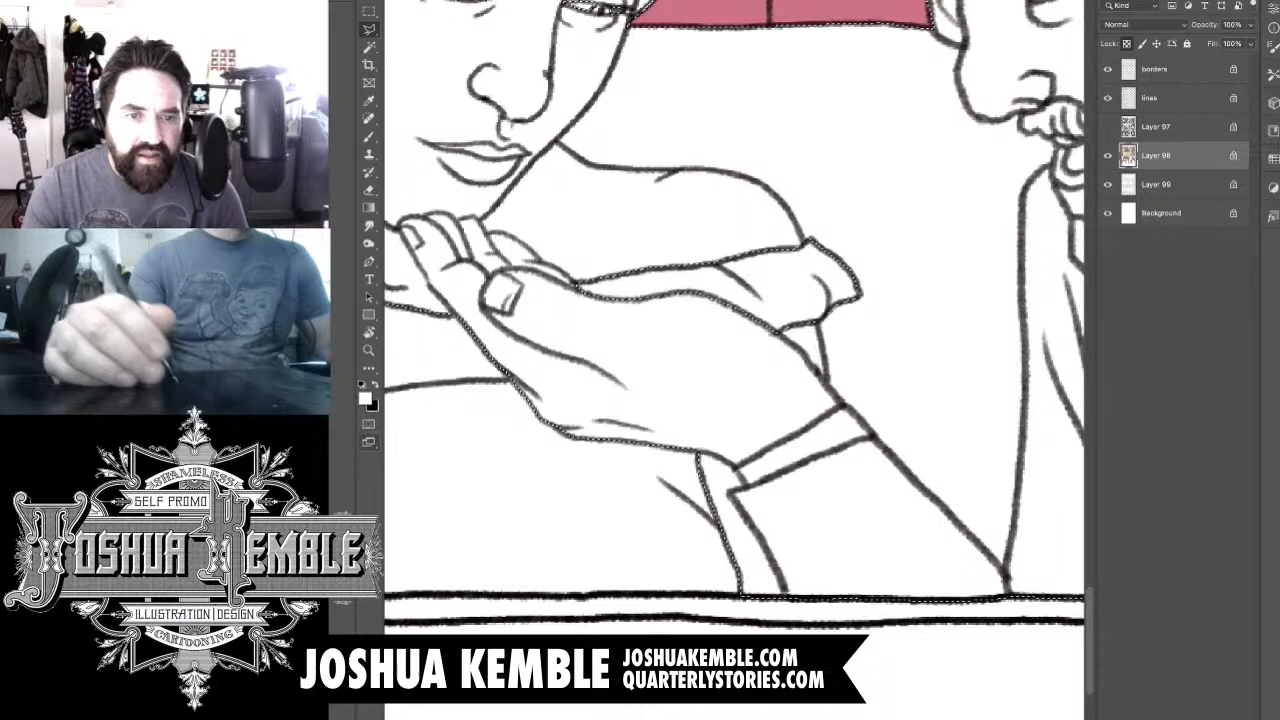 Kind
Normal
Opacity: 100%
Lock:
Fill: 100%
borders
lines
Layer 97
Layer 98
Layer 99
Background
SHAMELESS
SELF PROMO
JOSHUA KEMBLE
ILLUSTRATION|DESIGN
CARTOONING
JOSHUA KEMBLE
JOSHUAKEMBLE.COM
QUARTERLYSTORIES.COM